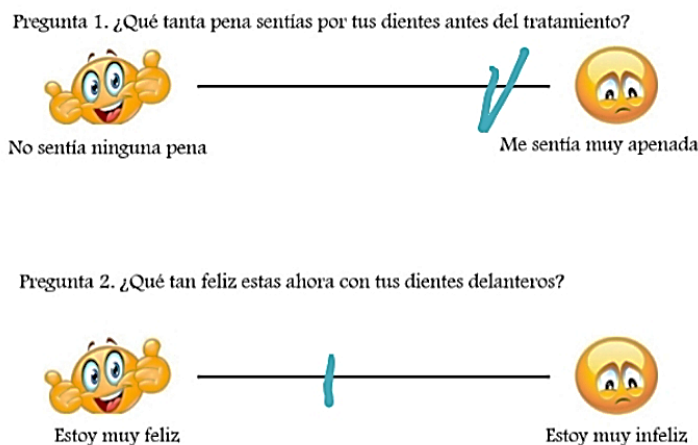 Pregunta 1. ¿Qué tanta pena sentías por tus dientes antes del tratamiento?
No sentía ninguna pena
Me sentía muy apenada
Pregunta 2. ¿Qué tan feliz estas ahora con tus dientes delanteros?
Estoy muy feliz
Estoy muy infeliz